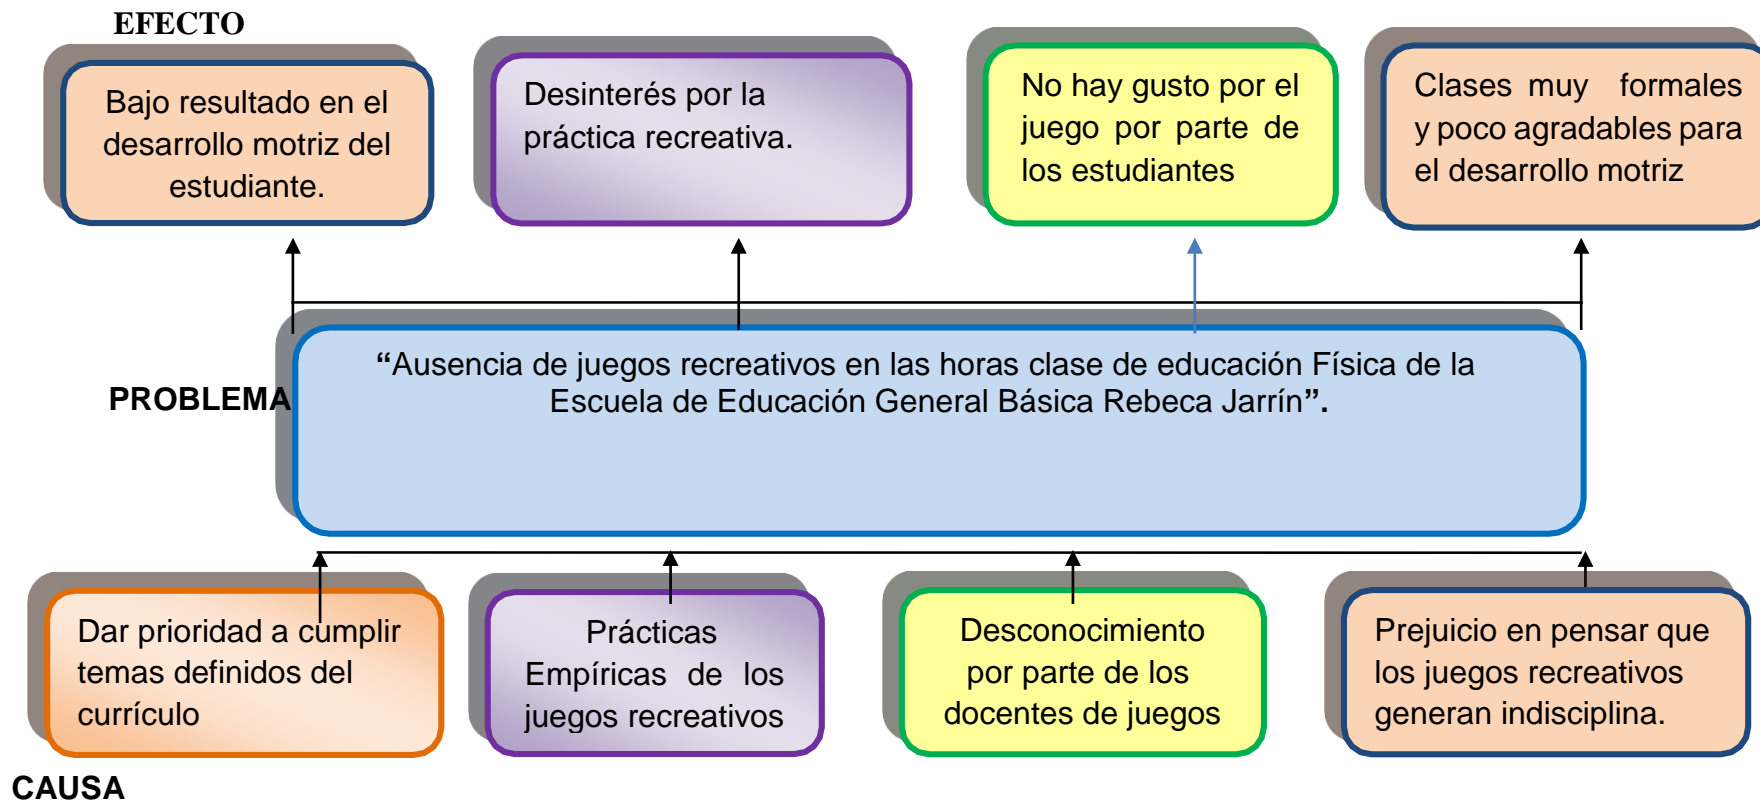 EFECTO
Bajo resultado en el
desarrollo motriz del
estudiante.
Desinterés por la
práctica recreativa.
No hay gusto por el
juego por parte de
los estudiantes
Clases muy formales
y poco agradables para
el desarrollo motriz
PROBLEMA
“Ausencia de juegos recreativos en las horas clase de educación Física de la
Escuela de Educación General Básica Rebeca Jarrín”.
Dar prioridad a cumplir
temas definidos del
currículo
Prácticas
Empíricas de los
juegos recreativos
Desconocimiento
por parte de los
docentes de juegos
Prejuicio en pensar que
los juegos recreativos
generan indisciplina.
CAUSA